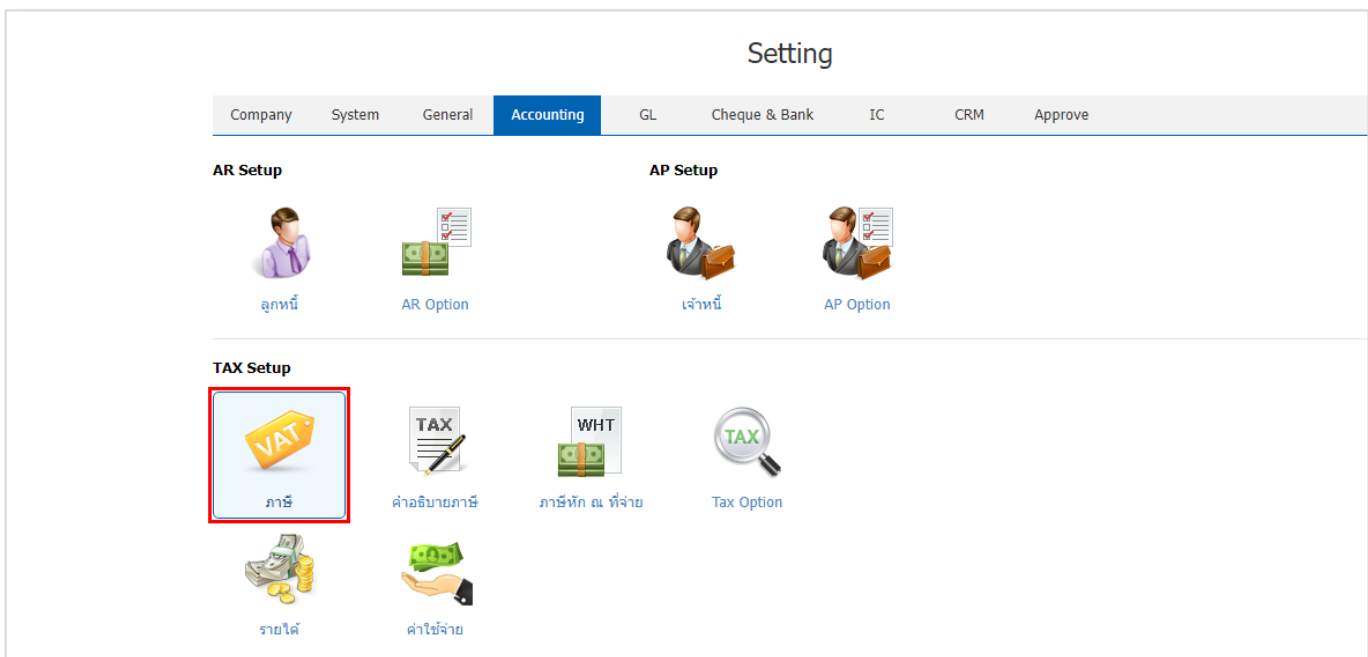 Setting
Company System General Accounting GL Cheque & Bank IC CRM Approve
AR Setup AP Setup
ลูกหนี้ AR Option เจ้าหนี้ AP Option
TAX Setup
VAT TAX WHT TAX
ภาษี คำอธิบายภาษี ภาษีหัก ณ ที่จ่าย Tax Option
รายได้ ค่าใช้จ่าย